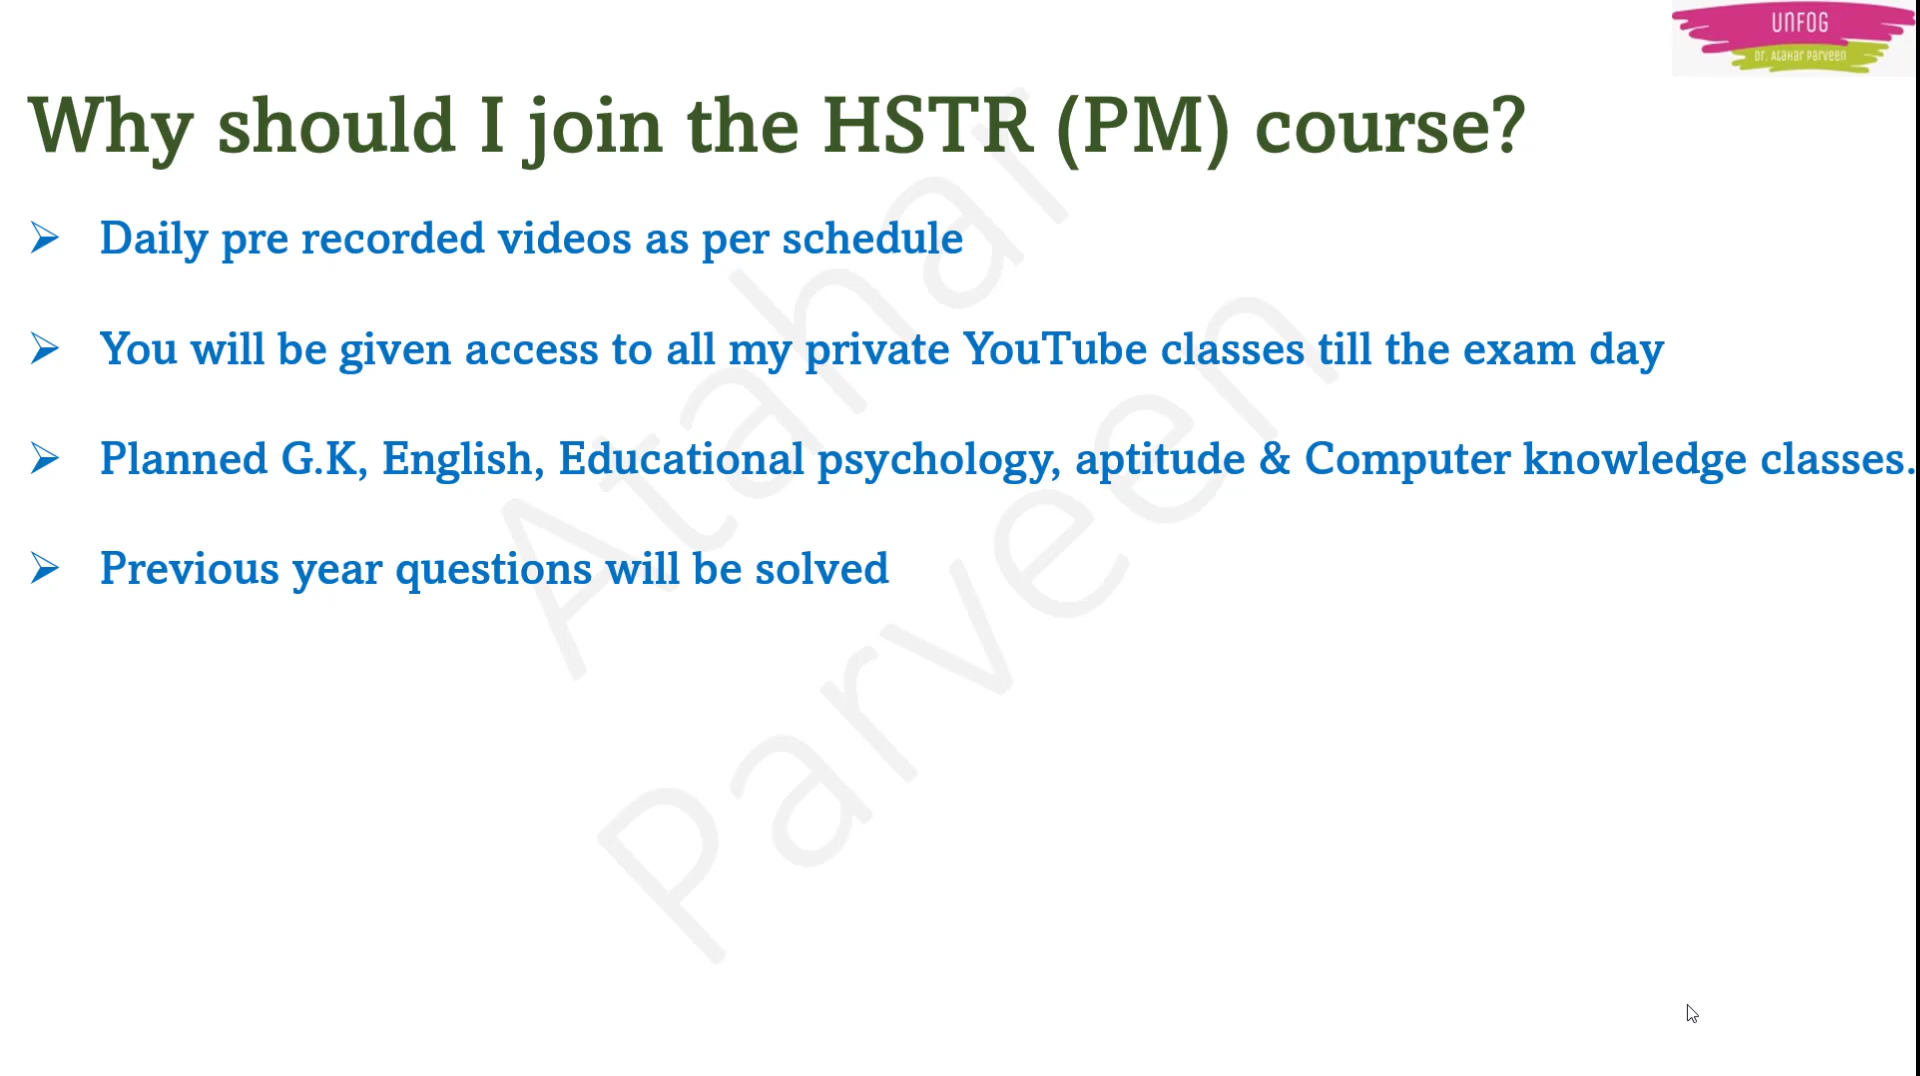 UNFOG
Dr. Atahar Parveen
Why should I join the HSTR (PM) course?
Daily pre recorded videos as per schedule
You will be given access to all my private YouTube classes till the exam day
Planned G.K, English, Educational psychology, aptitude & Computer knowledge classes.
Previous year questions will be solved
Atahar
Parveen